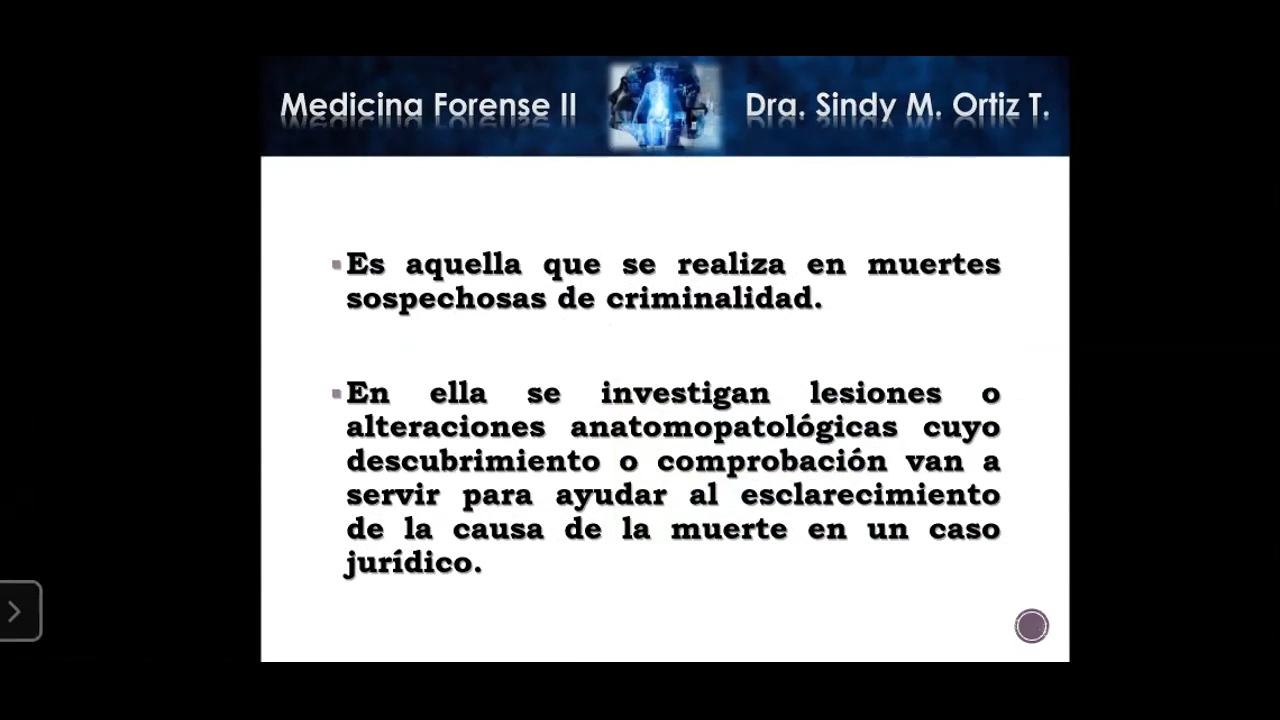 Medicina Forense II
Dra. Sindy M. Ortiz T.
Es aquella que se realiza en muertes
sospechosas de criminalidad.
En ella se investigan lesiones o
alteraciones anatomopatológicas cuyo
descubrimiento o comprobación van a
servir para ayudar al esclarecimiento
de la causa de la muerte en un caso
jurídico.